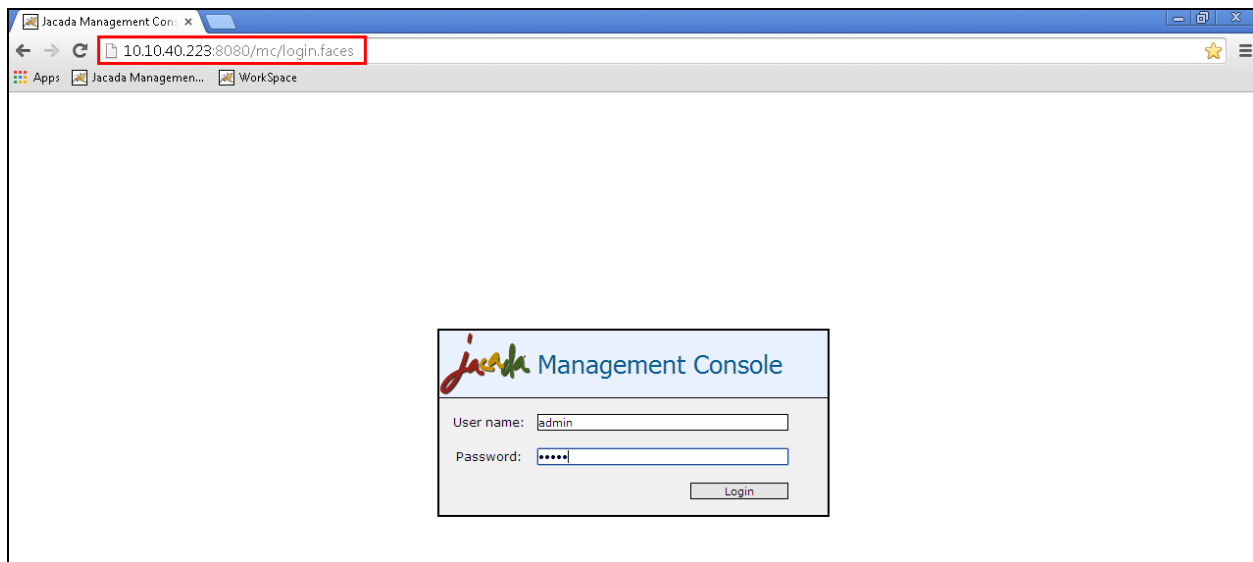 Jacada Management Con:
10.10.40.223:8080/mc/login.faces
Apps Jacada Managemen... WorkSpace
jacada Management Console
User name: admin
Password: •••••
Login